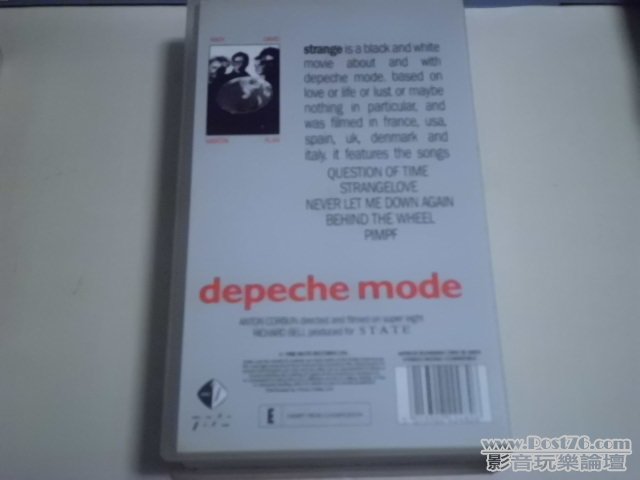 strange is a black and white
movie about and with
depeche mode. based on
love or life or lust or maybe
nothing in particular, and
was filmed in france, usa,
spain, uk, denmark and
italy. it features the songs
QUESTION OF TIME
STRANGELOVE
NEVER LET ME DOWN AGAIN
BEHIND THE WHEEL
PIMPF
depeche mode
ANTON CORBIJN directed and filmed on super eight
RICHARD BELL produced for STATE
E
www.Post76.com
影音玩樂論壇